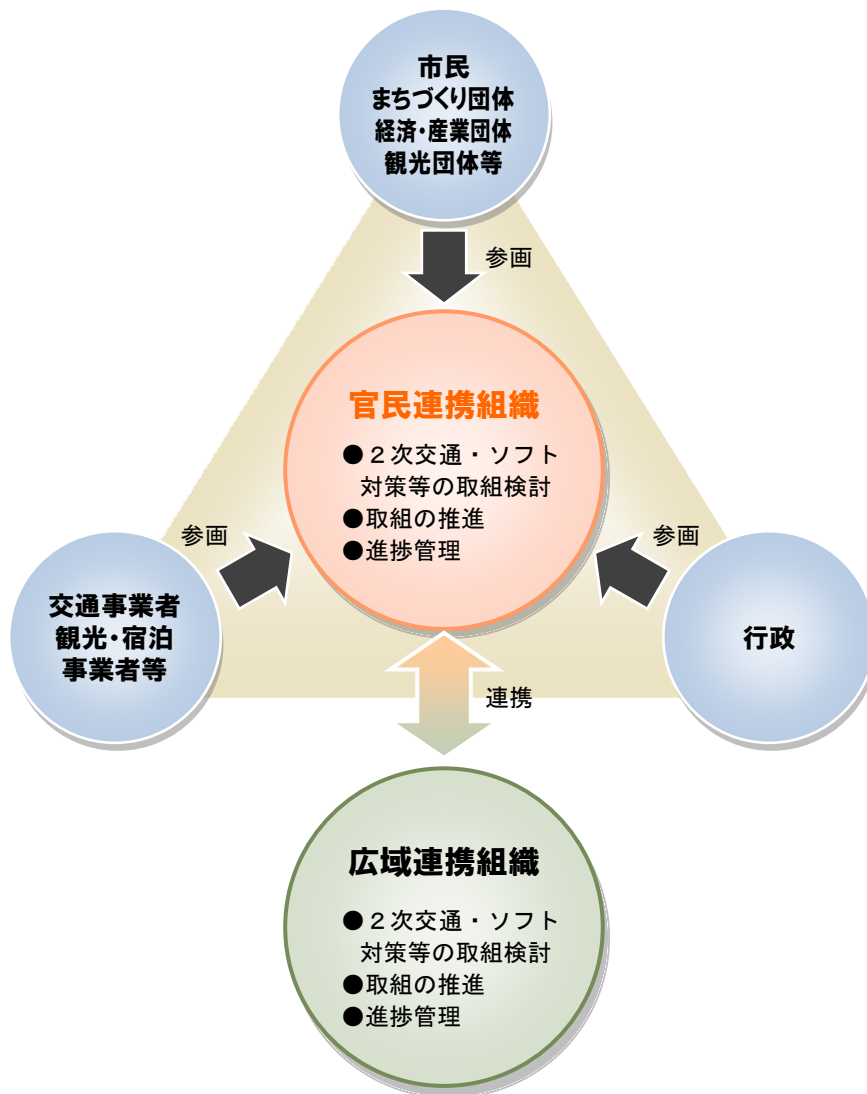 市民
まちづくり団体
経済・産業団体
観光団体等
参画
官民連携組織
●２次交通・ソフト
対策等の取組検討
●取組の推進
●進捗管理
参画
参画
交通事業者
観光・宿泊
事業者等
行政
連携
広域連携組織
●２次交通・ソフト
対策等の取組検討
●取組の推進
●進捗管理